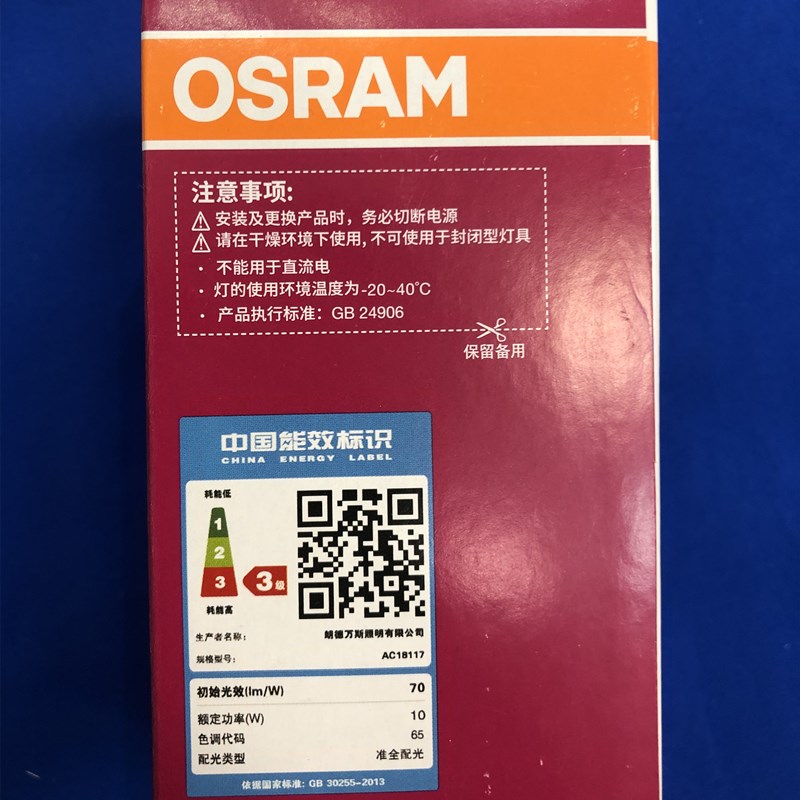 OSRAM
注意事项:
安装及更换产品时，务必切断电源
请在干燥环境下使用, 不可使用于封闭型灯具
· 不能用于直流电
· 灯的使用环境温度为-20~40°C
· 产品执行标准：GB 24906
保留备用
中国能效标识
CHINA ENERGY LABEL
耗能低
1
2
3
3级
耗能高
生产者名称：
朗德万斯照明有限公司
规格型号：
AC18117
初始光效(lm/W) 70
额定功率(W) 10
色调代码 65
配光类型 准全配光
依据国家标准：GB 30255-2013